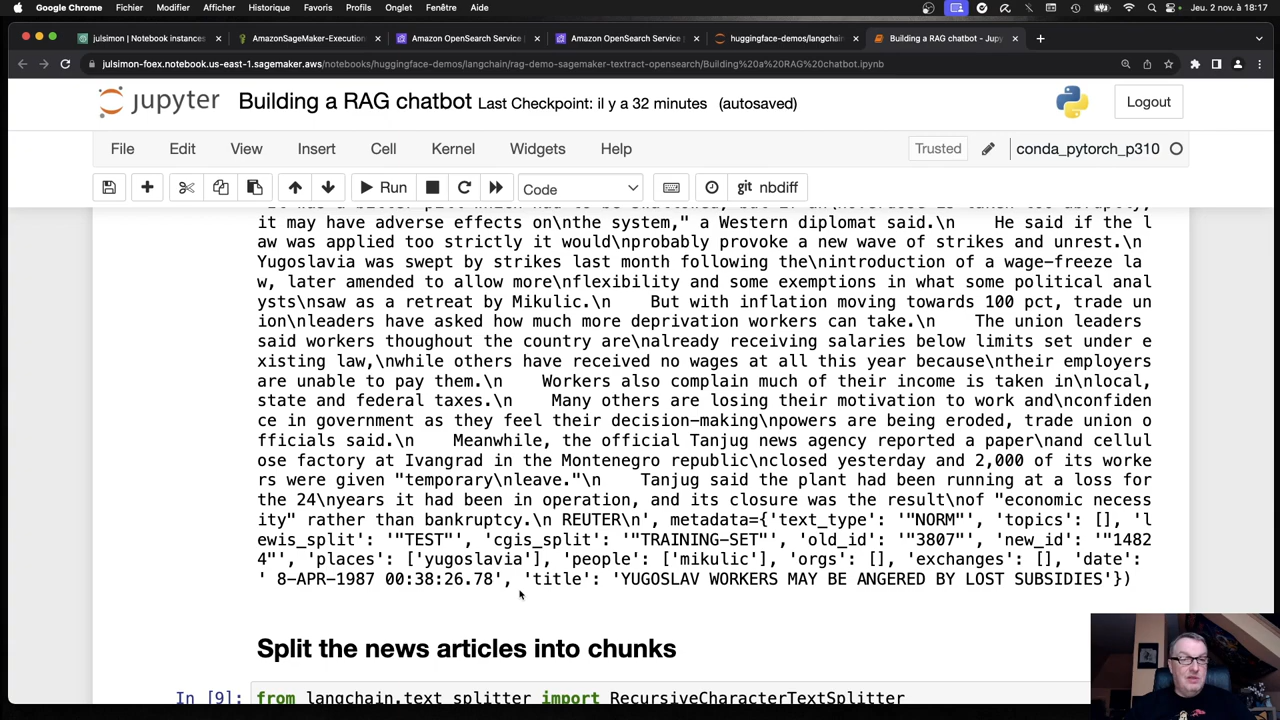 Google Chrome Fichier Modifier Afficher Historique Favoris Profils Onglet Fenêtre Aide Jeu. 2 nov. à 18:17
julsimon | Notebook instances AmazonSageMaker-Execution Amazon OpenSearch Service Amazon OpenSearch Service huggingface-demos/langchain Building a RAG chatbot - Jupy
julsimon-foex.notebook.us-east-1.sagemaker.aws/notebooks/huggingface-demos/langchain/rag-demo-sagemaker-textract-opensearch/Building%20a%20RAG%20chatbot.ipynb
jupyter Building a RAG chatbot Last Checkpoint: il y a 32 minutes (autosaved) Logout
File Edit View Insert Cell Kernel Widgets Help Trusted conda_pytorch_p310
Run Code git nbdiff
it may have adverse effects on\nthe system," a Western diplomat said.\n    He said if the l
aw was applied too strictly it would\nprobably provoke a new wave of strikes and unrest.\n
Yugoslavia was swept by strikes last month following the\nintroduction of a wage-freeze la
w, later amended to allow more\nflexibility and some exemptions in what some political anal
ysts\nsaw as a retreat by Mikulic.\n    But with inflation moving towards 100 pct, trade un
ion\nleaders have asked how much more deprivation workers can take.\n    The union leaders
said workers thoughout the country are\nalready receiving salaries below limits set under e
xisting law,\nwhile others have received no wages at all this year because\ntheir employers
are unable to pay them.\n    Workers also complain much of their income is taken in\nlocal,
state and federal taxes.\n    Many others are losing their motivation to work and\nconfiden
ce in government as they feel their decision-making\npowers are being eroded, trade union o
fficials said.\n    Meanwhile, the official Tanjug news agency reported a paper\nand cellul
ose factory at Ivangrad in the Montenegro republic\nclosed yesterday and 2,000 of its worke
rs were given "temporary\nleave."\n    Tanjug said the plant had been running at a loss for
the 24\nyears it had been in operation, and its closure was the result\nof "economic necess
ity" rather than bankruptcy.\n REUTER\n', metadata={'text_type': '"NORM"', 'topics': [], 'l
ewis_split': '"TEST"', 'cgis_split': '"TRAINING-SET"', 'old_id': '"3807"', 'new_id': '"1482
4"', 'places': ['yugoslavia'], 'people': ['mikulic'], 'orgs': [], 'exchanges': [], 'date':
' 8-APR-1987 00:38:26.78', 'title': 'YUGOSLAV WORKERS MAY BE ANGERED BY LOST SUBSIDIES'})
Split the news articles into chunks
In [9]: from langchain.text_splitter import RecursiveCharacterTextSplitter